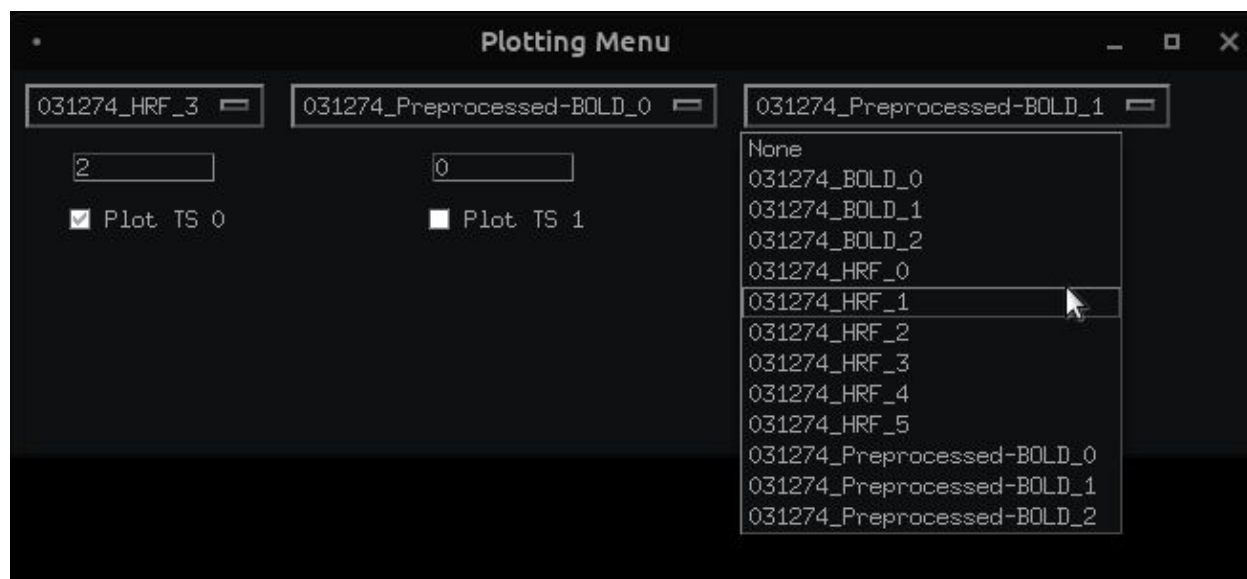 Plotting Menu
031274_HRF_3
031274_Preprocessed-BOLD_0
031274_Preprocessed-BOLD_1
2
0
Plot TS 0
Plot TS 1
None
031274_BOLD_0
031274_BOLD_1
031274_BOLD_2
031274_HRF_0
031274_HRF_1
031274_HRF_2
031274_HRF_3
031274_HRF_4
031274_HRF_5
031274_Preprocessed-BOLD_0
031274_Preprocessed-BOLD_1
031274_Preprocessed-BOLD_2